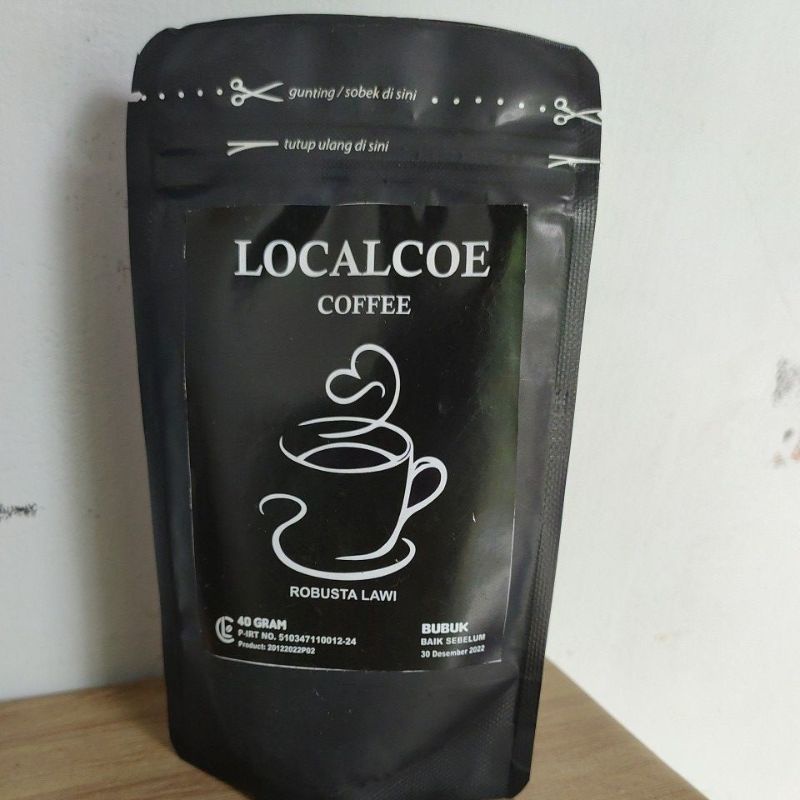 gunting / sobek di sini
tutup ulang di sini
LOCALCOE
COFFEE
ROBUSTA LAWI
40 GRAM
P-IRT NO. 510347110012-24
Product: 20122022P02
BUBUK
BAIK SEBELUM
30 Desember 2022